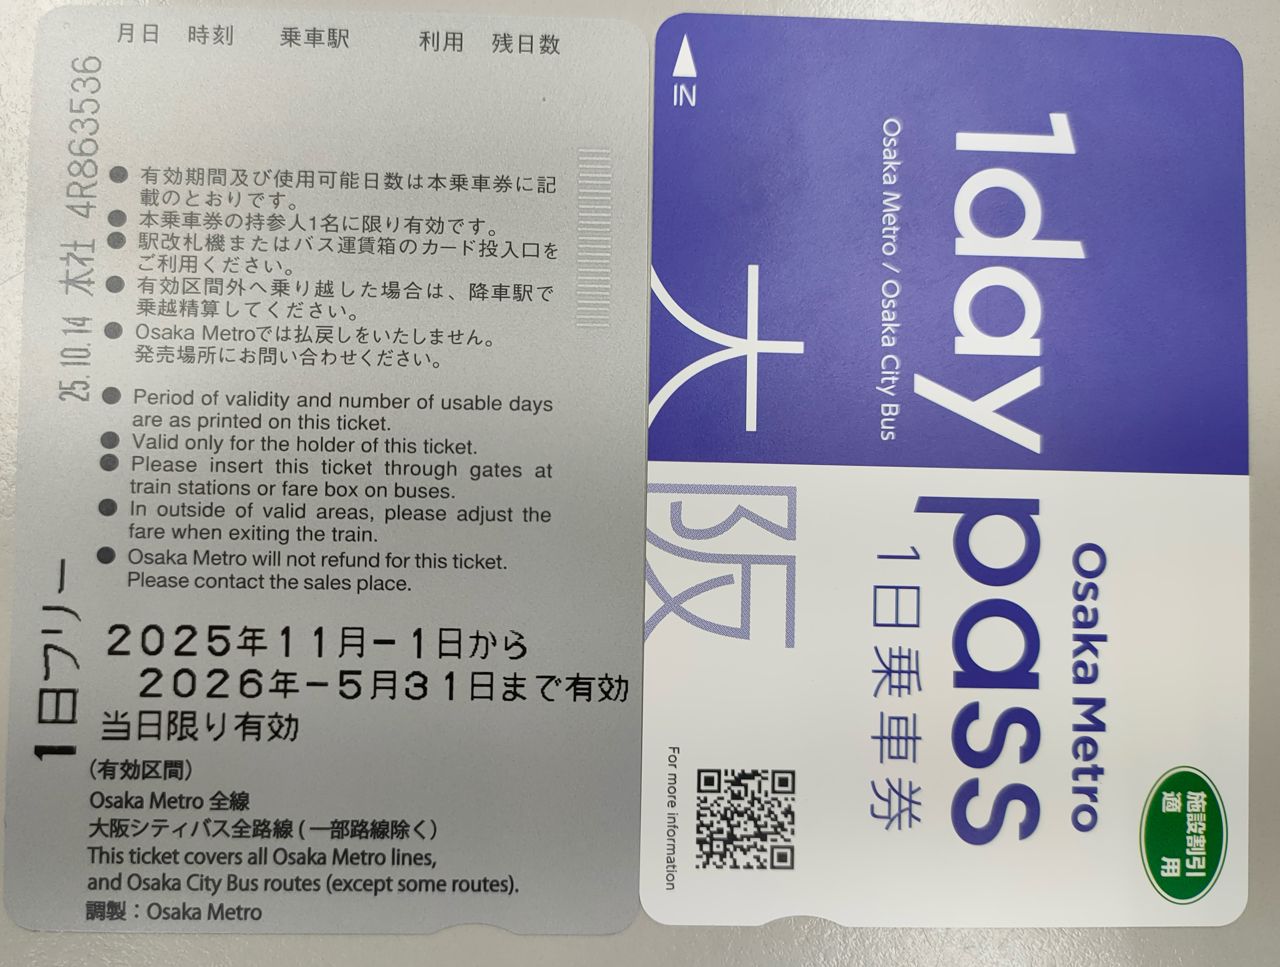 月日 時刻 乗車駅 利用 残日数
25.10.14 本社 4R863536
● 有効期間及び使用可能日数は本乗車券に記
載のとおりです。
● 本乗車券の持参人1名に限り有効です。
● 駅改札機またはバス運賃箱のカード投入口を
ご利用ください。
● 有効区間外へ乗り越した場合は、降車駅で
乗越精算してください。
● Osaka Metroでは払戻しをいたしません。
発売場所にお問い合わせください。
● Period of validity and number of usable days
are as printed on this ticket.
● Valid only for the holder of this ticket.
● Please insert this ticket through gates at
train stations or fare box on buses.
● In outside of valid areas, please adjust the
fare when exiting the train.
● Osaka Metro will not refund for this ticket.
Please contact the sales place.
1日フリー
2025年11月-1日から
2026年-5月31日まで有効
当日限り有効
(有効区間)
Osaka Metro 全線
大阪シティバス全路線 ( 一部路線除く)
This ticket covers all Osaka Metro lines,
and Osaka City Bus routes (except some routes).
調製：Osaka Metro
IN
Osaka Metro
1day pass
Osaka Metro / Osaka City Bus
1日乗車券
大阪
For more information
施設割引
適用